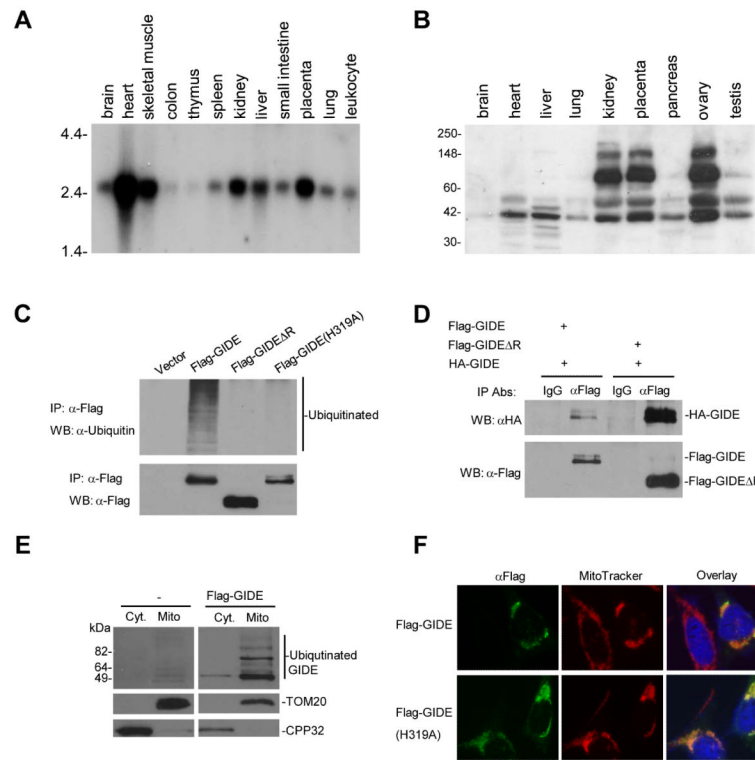 A
brain
heart
skeletal muscle
colon
thymus
spleen
kidney
liver
small intestine
placenta
lung
leukocyte
4.4-
2.4-
1.4-
B
brain
heart
liver
lung
kidney
placenta
pancreas
ovary
testis
250-
148-
60-
42-
30-
C
Vector
Flag-GIDE
Flag-GIDEΔR
Flag-GIDE(H319A)
IP: α-Flag
WB: α-Ubiquitin
-Ubiquitinated
IP: α-Flag
WB: α-Flag
D
Flag-GIDE +
Flag-GIDEΔR +
HA-GIDE + +
IP Abs: IgG αFlag IgG αFlag
WB: αHA -HA-GIDE
WB: α-Flag
-Flag-GIDE
-Flag-GIDEΔ
E
- Flag-GIDE
kDa Cyt. Mito Cyt. Mito
82-
64-
49-
-Ubiqutinated
GIDE
-TOM20
-CPP32
F
αFlag MitoTracker Overlay
Flag-GIDE
Flag-GIDE
(H319A)